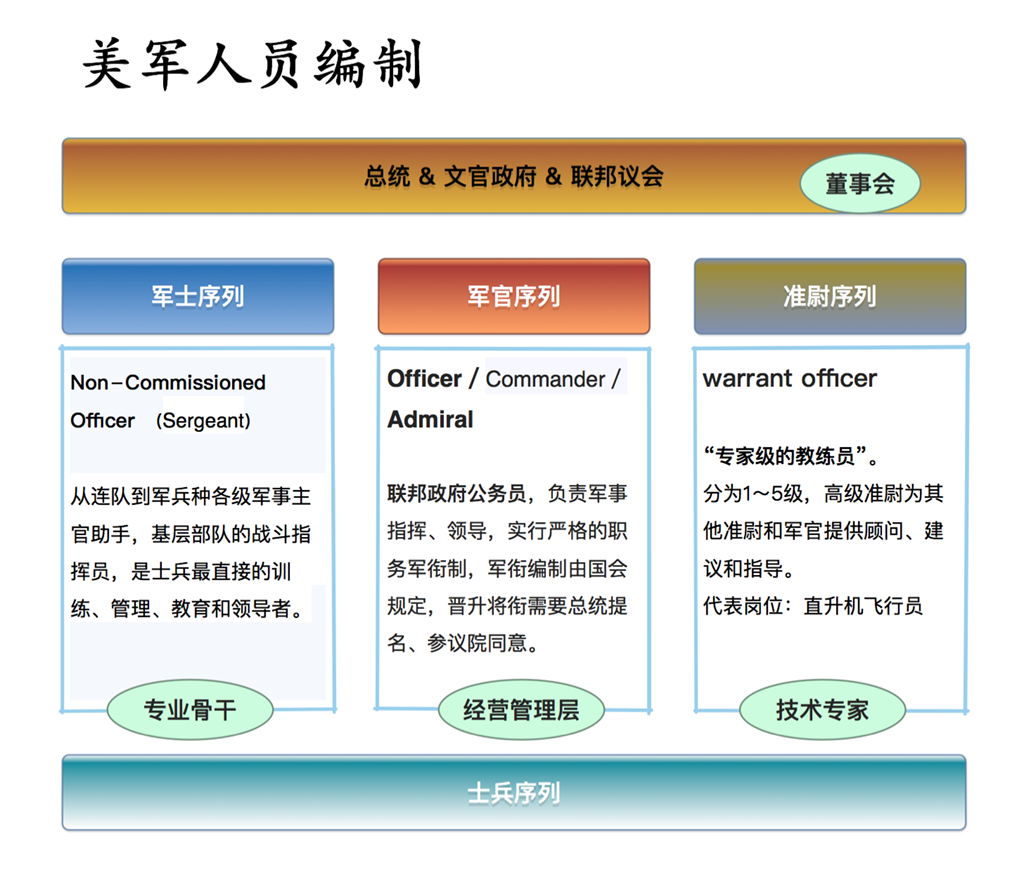 美军人员编制
总统 & 文官政府 & 联邦议会
董事会
军士序列
Non-Commissioned
Officer （Sergeant）
从连队到军兵种各级军事主
官助手，基层部队的战斗指
挥员，是士兵最直接的训
练、管理、教育和领导者。
专业骨干
军官序列
Officer / Commander /
Admiral
联邦政府公务员，负责军事
指挥、领导，实行严格的职
务军衔制，军衔编制由国会
规定，晋升将衔需要总统提
名、参议院同意。
经营管理层
准尉序列
warrant officer
“专家级的教练员”。
分为1～5级，高级准尉为其
他准尉和军官提供顾问、建
议和指导。
代表岗位：直升机飞行员
技术专家
士兵序列